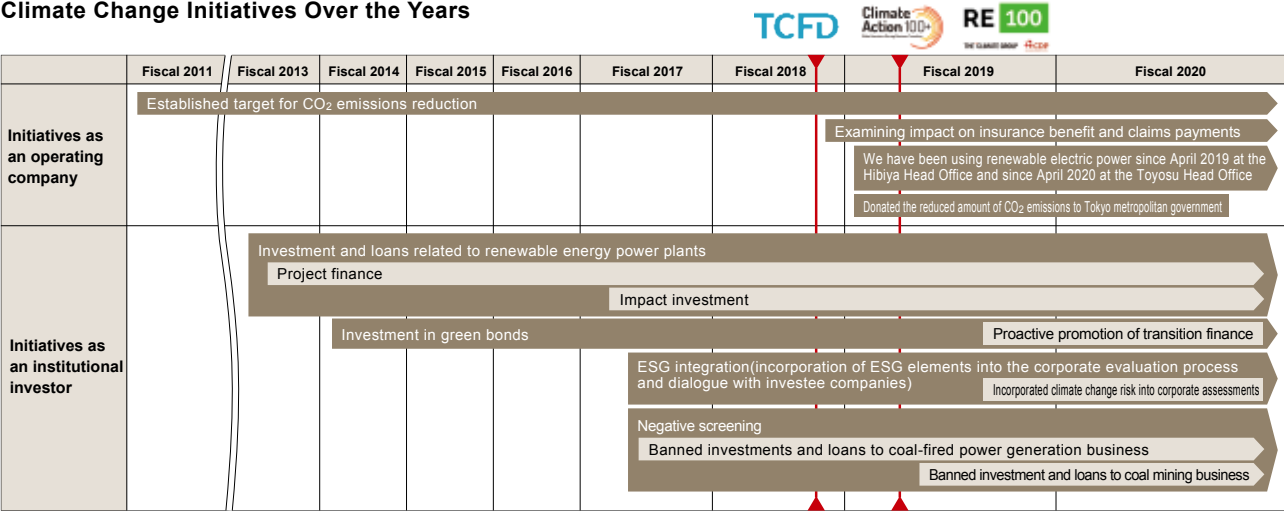 Climate Change Initiatives Over the Years
TCFD
Climate
Action 100+
RE 100
THE CLIMATE GROUP CDP
Fiscal 2011
Fiscal 2013
Fiscal 2014
Fiscal 2015
Fiscal 2016
Fiscal 2017
Fiscal 2018
Fiscal 2019
Fiscal 2020
Initiatives as
an operating
company
Established target for CO2 emissions reduction
Examining impact on insurance benefit and claims payments
We have been using renewable electric power since April 2019 at the
Hibiya Head Office and since April 2020 at the Toyosu Head Office
Donated the reduced amount of CO2 emissions to Tokyo metropolitan government
Initiatives as
an institutional
investor
Investment and loans related to renewable energy power plants
Project finance
Impact investment
Investment in green bonds
Proactive promotion of transition finance
ESG integration(incorporation of ESG elements into the corporate evaluation process
and dialogue with investee companies)
Incorporated climate change risk into corporate assessments
Negative screening
Banned investments and loans to coal-fired power generation business
Banned investment and loans to coal mining business